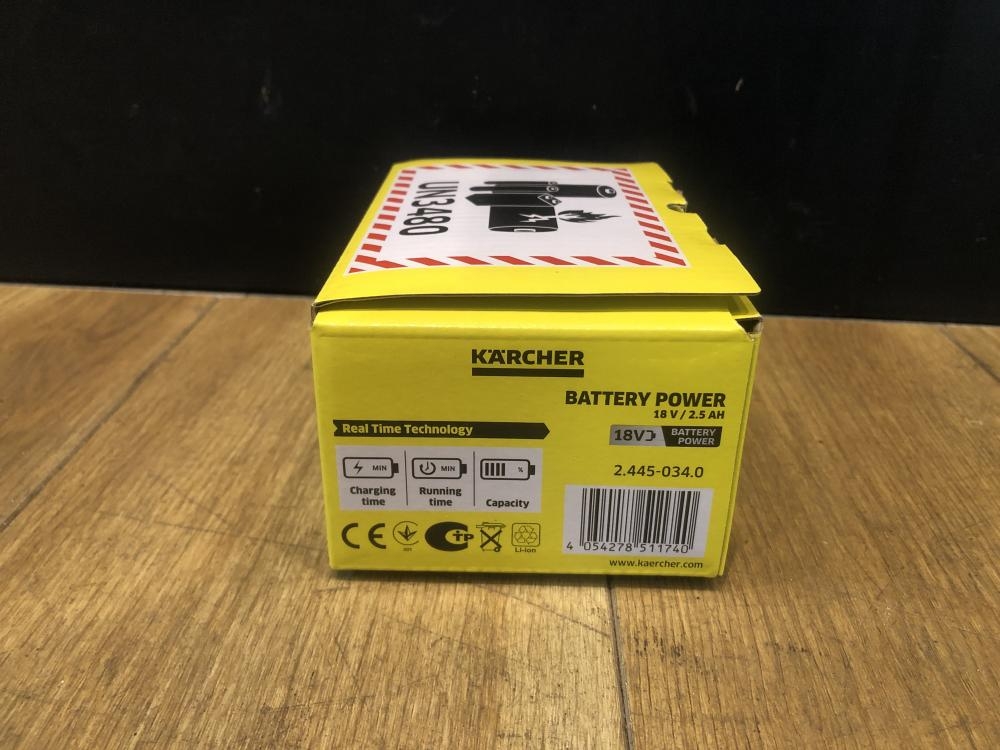 UN3480
KÄRCHER
BATTERY POWER
18 V / 2.5 AH
18V BATTERY
POWER
Real Time Technology
MIN MIN %
Charging
time
Running
time
Capacity
2.445-034.0
CE
Li-ion
4 054278 511740
www.kaercher.com